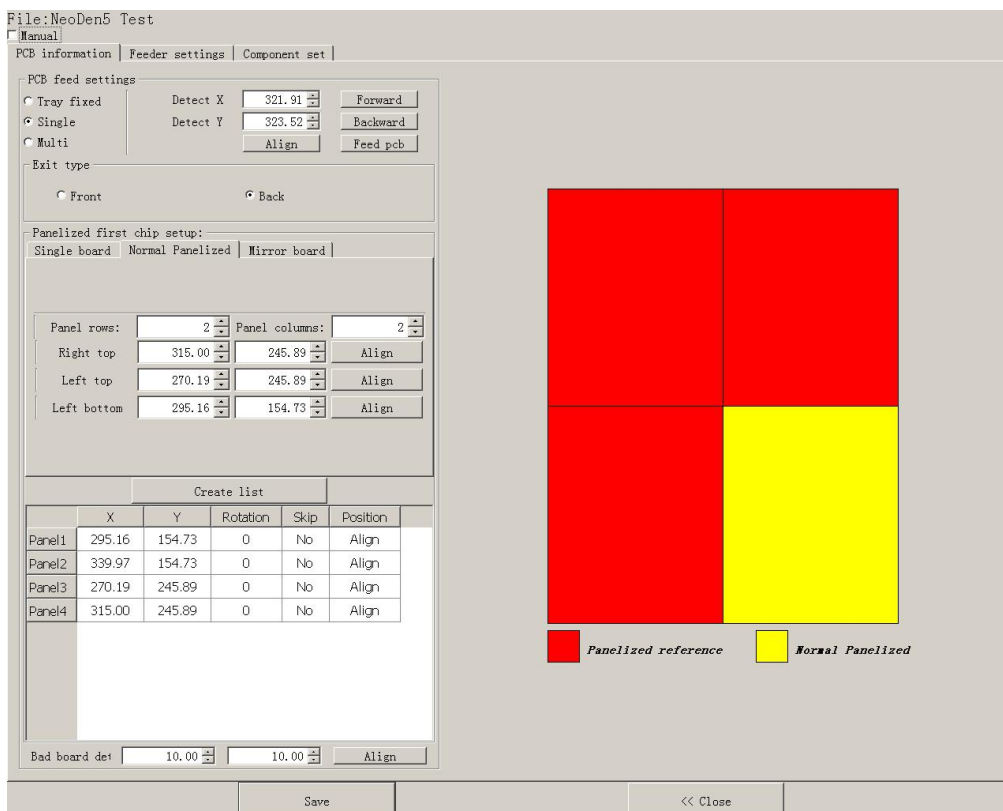 File:NeoDen5 Test
Manual
PCB information Feeder settings Component set
PCB feed settings
Tray fixed Detect X 321.91 Forward
Single Detect Y 323.52 Backward
Multi Align Feed pcb
Exit type
Front Back
Panelized first chip setup:
Single board Normal Panelized Mirror board
Panel rows: 2 Panel columns: 2
Right top 315.00 245.89 Align
Left top 270.19 245.89 Align
Left bottom 295.16 154.73 Align
Create list
X Y Rotation Skip Position
Panel1 295.16 154.73 0 No Align
Panel2 339.97 154.73 0 No Align
Panel3 270.19 245.89 0 No Align
Panel4 315.00 245.89 0 No Align
Panelized reference Normal Panelized
Bad board det 10.00 10.00 Align
Save << Close